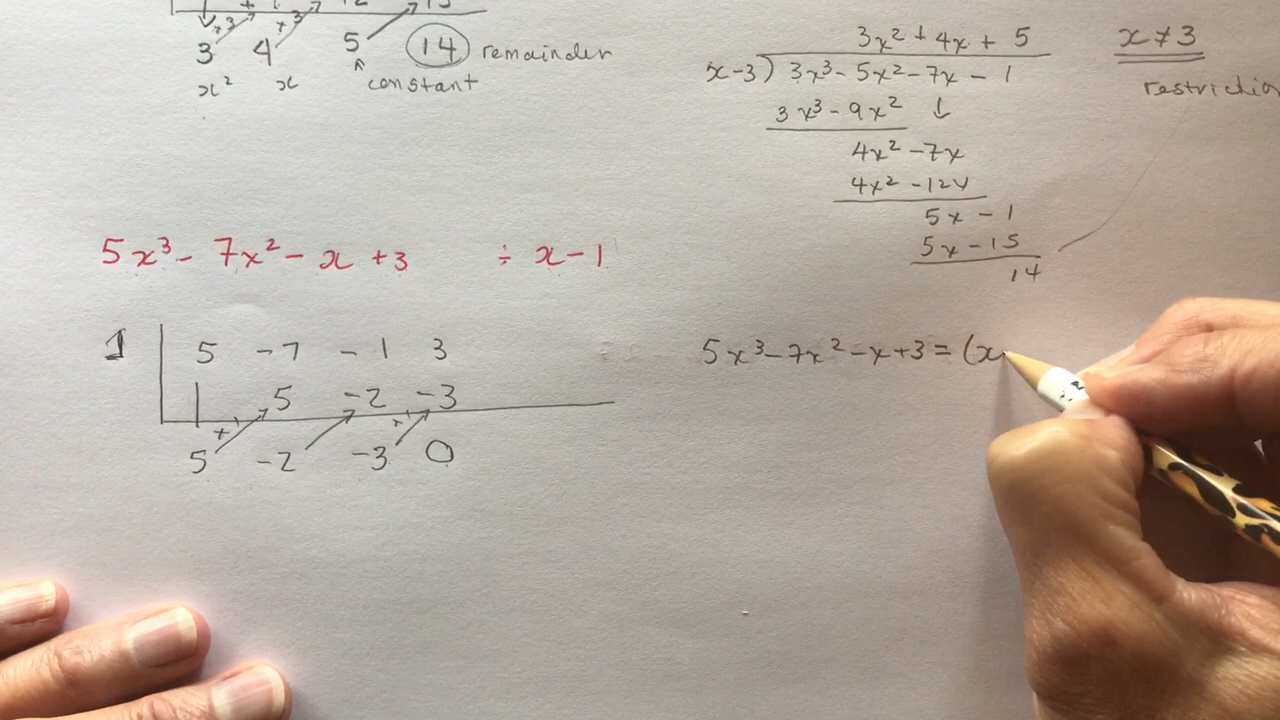 ×3 ×3
3 4 5 14 remainder
x² x constant
3x² + 4x + 5
x-3) 3x³ - 5x² - 7x - 1
3x³ - 9x² ↓
4x² - 7x
4x² - 12x
5x - 1
5x - 15
14
x ≠ 3
restriction
5x³ - 7x² - x + 3 ÷ x - 1
1 5 -7 -1 3
5 -2 -3
5 -2 -3 0
5x³ - 7x² - x + 3 = (x